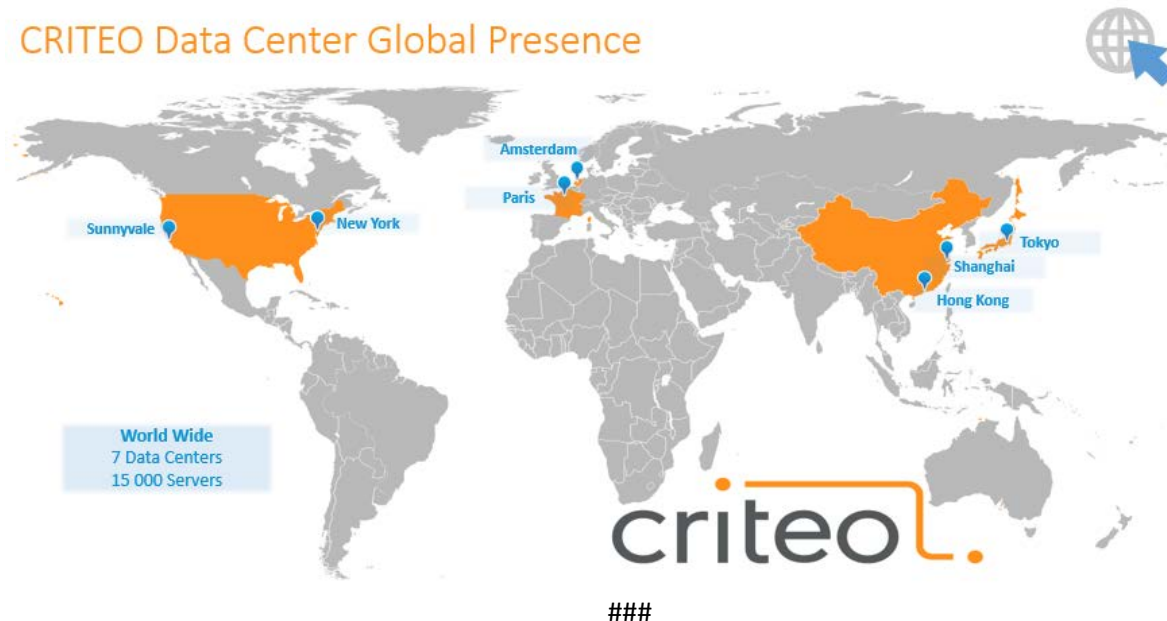 CRITEO Data Center Global Presence
Amsterdam
Paris
Sunnyvale
New York
Tokyo
Shanghai
Hong Kong
World Wide
7 Data Centers
15 000 Servers
criteo
###